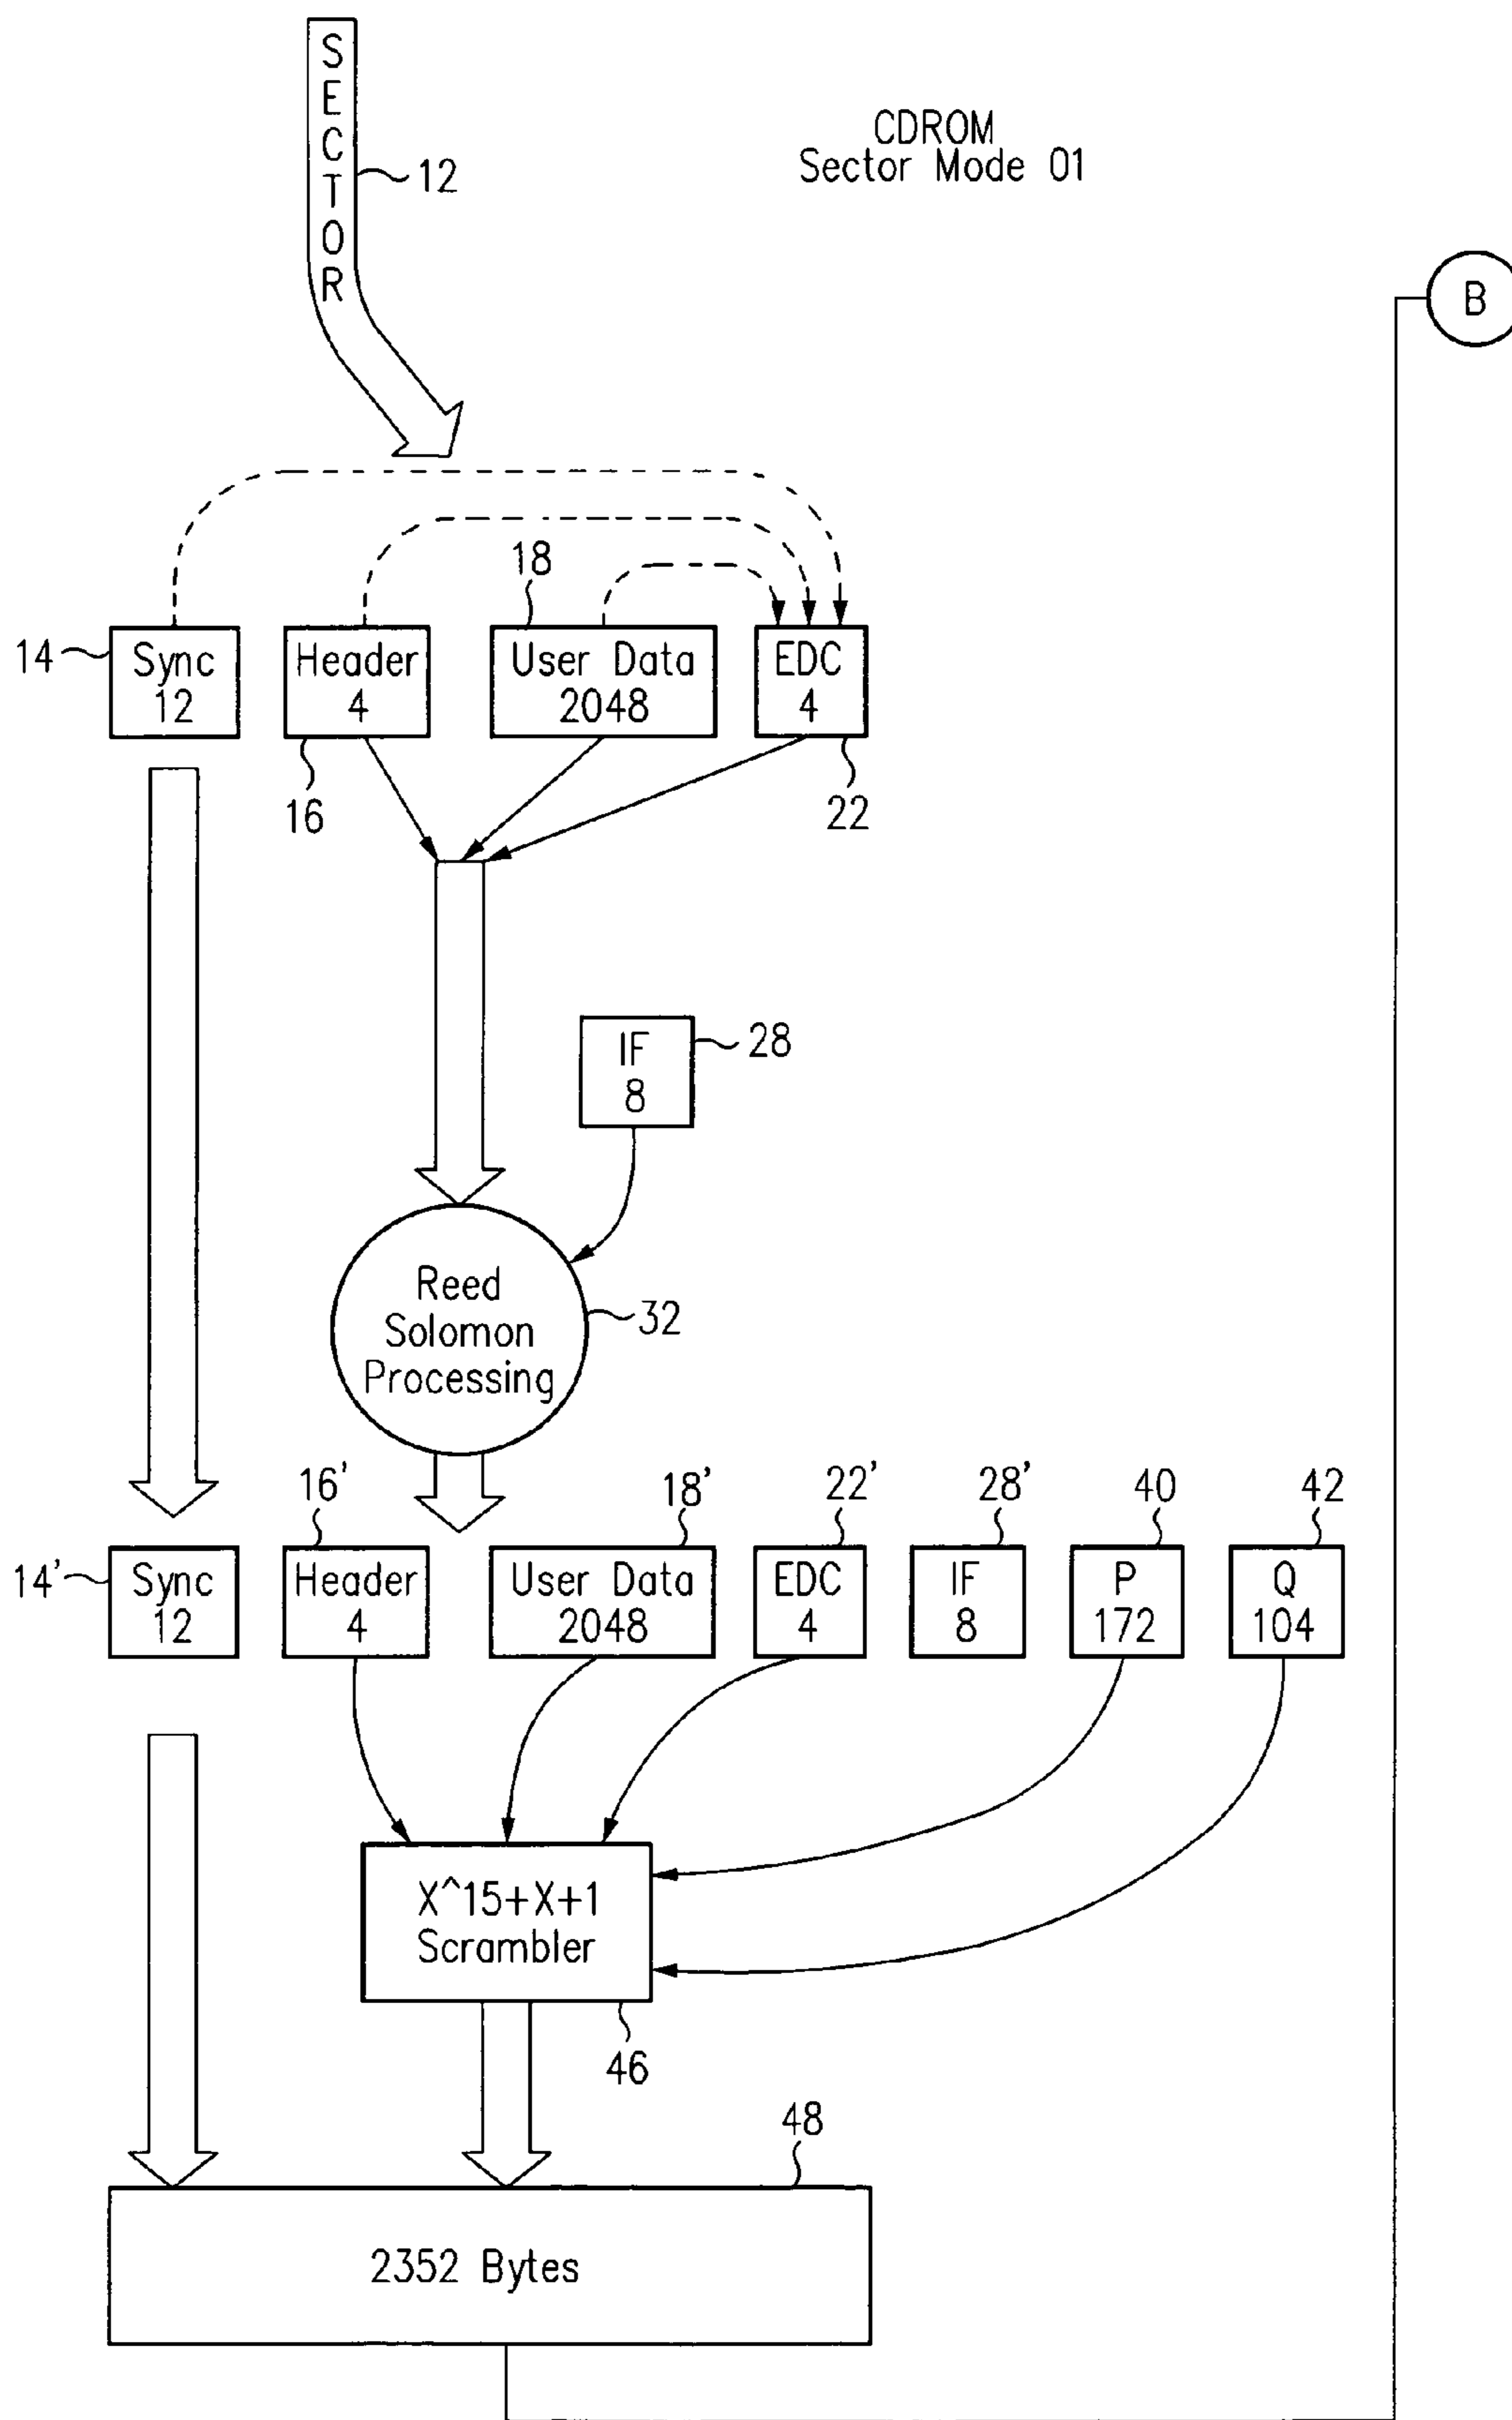 SECTOR
12
CDROM
Sector Mode 01
B
18
14
Sync
12
Header
4
User Data
2048
EDC
4
16
22
IF
8
28
Reed
Solomon
Processing
32
16'
18'
22'
28'
40
42
14'
Sync
12
Header
4
User Data
2048
EDC
4
IF
8
P
172
Q
104
X^15+X+1
Scrambler
46
48
2352 Bytes